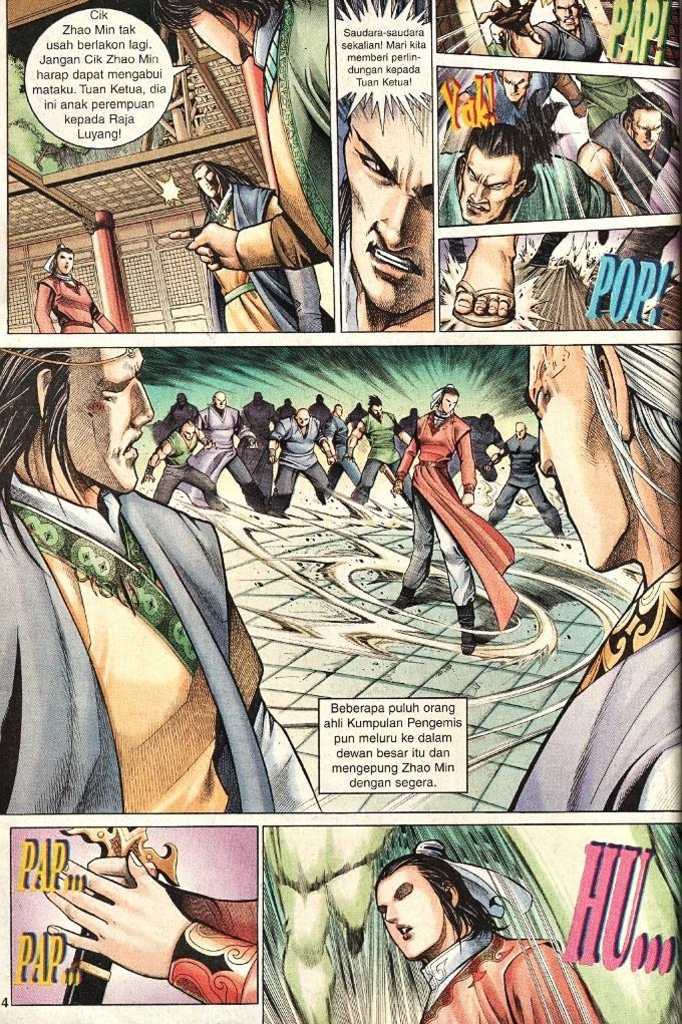 Cik
Zhao Min tak
usah berlakon lagi.
Jangan Cik Zhao Min
harap dapat mengabui
mataku. Tuan Ketua, dia
ini anak perempuan
kepada Raja
Luyang!
Saudara-saudara
sekalian! Mari kita
memberi perlin-
dungan kepada
Tuan Ketua!
PAP!
Yak!
POP!
Beberapa puluh orang
ahli Kumpulan Pengemis
pun meluru ke dalam
dewan besar itu dan
mengepung Zhao Min
dengan segera.
PAP...
PAP...
HU...
4